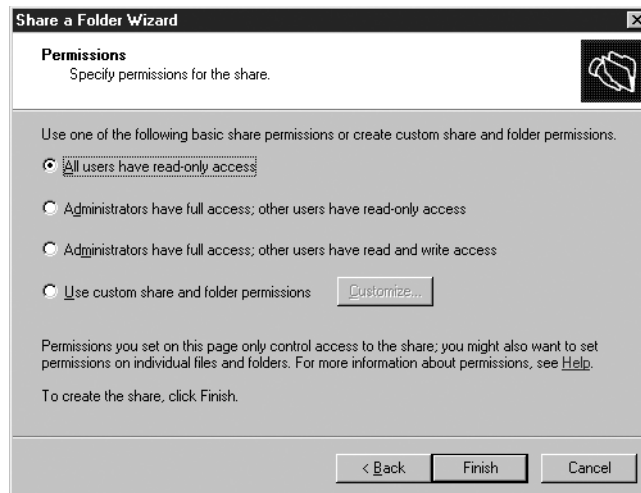 Share a Folder Wizard
Permissions
Specify permissions for the share.
Use one of the following basic share permissions or create custom share and folder permissions.
All users have read-only access
Administrators have full access; other users have read-only access
Administrators have full access; other users have read and write access
Use custom share and folder permissions
Customize...
Permissions you set on this page only control access to the share; you might also want to set
permissions on individual files and folders. For more information about permissions, see Help.
To create the share, click Finish.
< Back
Finish
Cancel